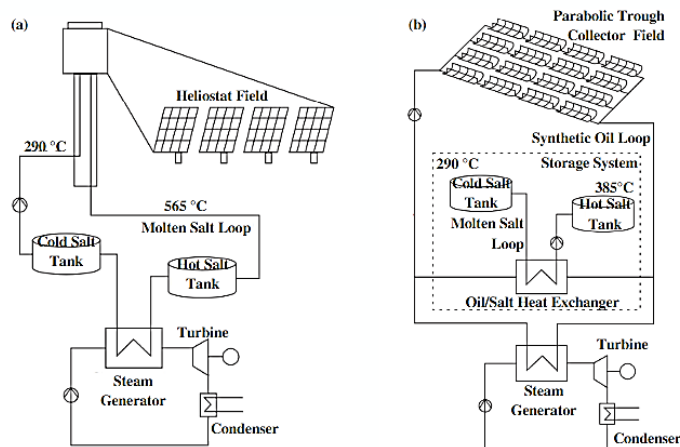 (a)
Heliostat Field
290 °C
565 °C
Molten Salt Loop
Cold Salt
Tank
Hot Salt
Tank
Turbine
Steam
Generator
Condenser
(b)
Parabolic Trough
Collector Field
Synthetic Oil Loop
Storage System
290 °C
Cold Salt
Tank
385°C
Hot Salt
Tank
Molten Salt
Loop
Oil/Salt Heat Exchanger
Turbine
Steam
Generator
Condenser